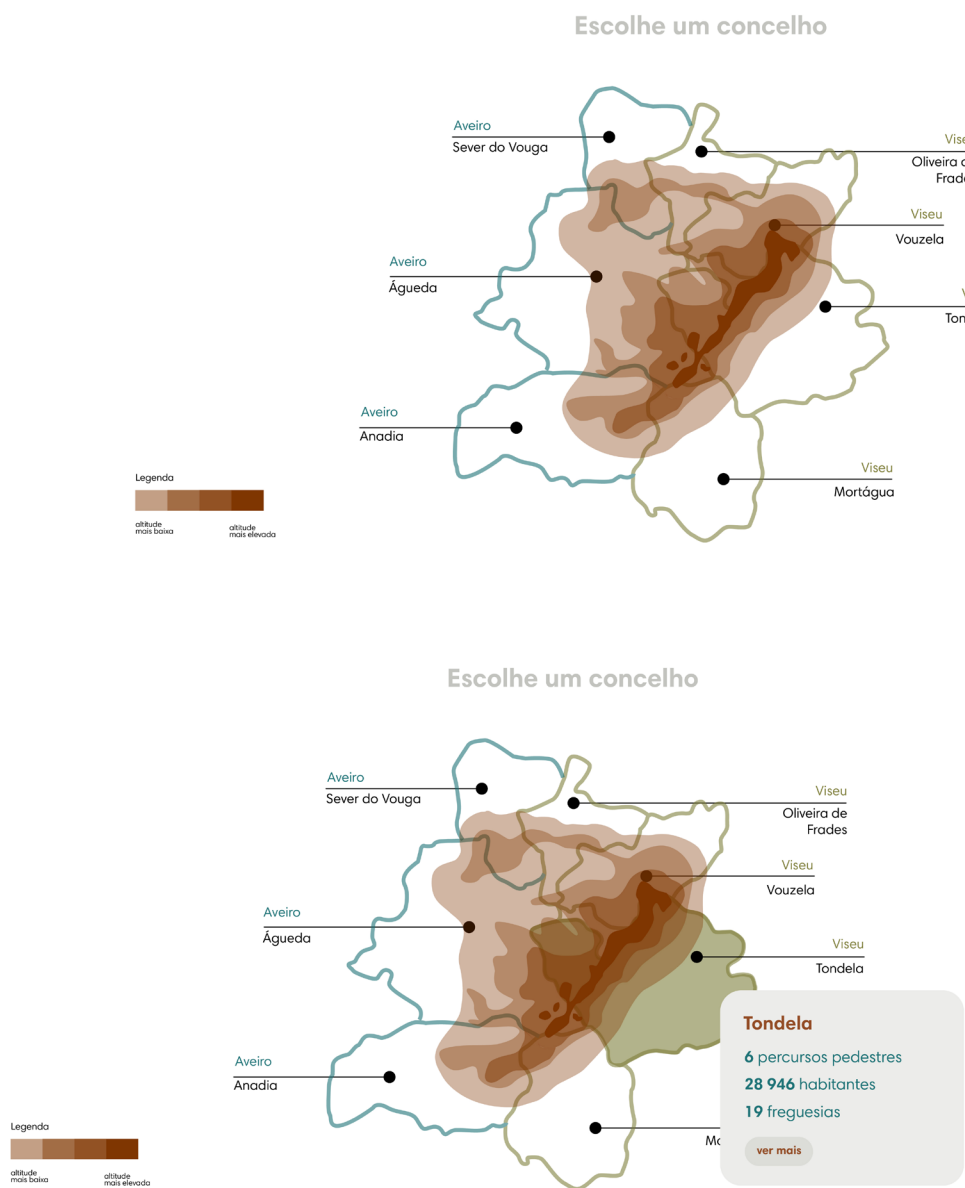 Escolhe um concelho
Aveiro
Sever do Vouga
Oliveira
Viseu
Vouzela
Aveiro
Águeda
Aveiro
Anadia
Viseu
Mortágua
Legenda
altitude
mais baixa
altitude
mais elevada
Escolhe um concelho
Aveiro
Sever do Vouga
Viseu
Oliveira de
Frades
Viseu
Vouzela
Aveiro
Águeda
Viseu
Tondela
Aveiro
Anadia
Tondela
6 percursos pedestres
28 946 habitantes
19 freguesias
ver mais
Legenda
altitude
mais baixa
altitude
mais elevada